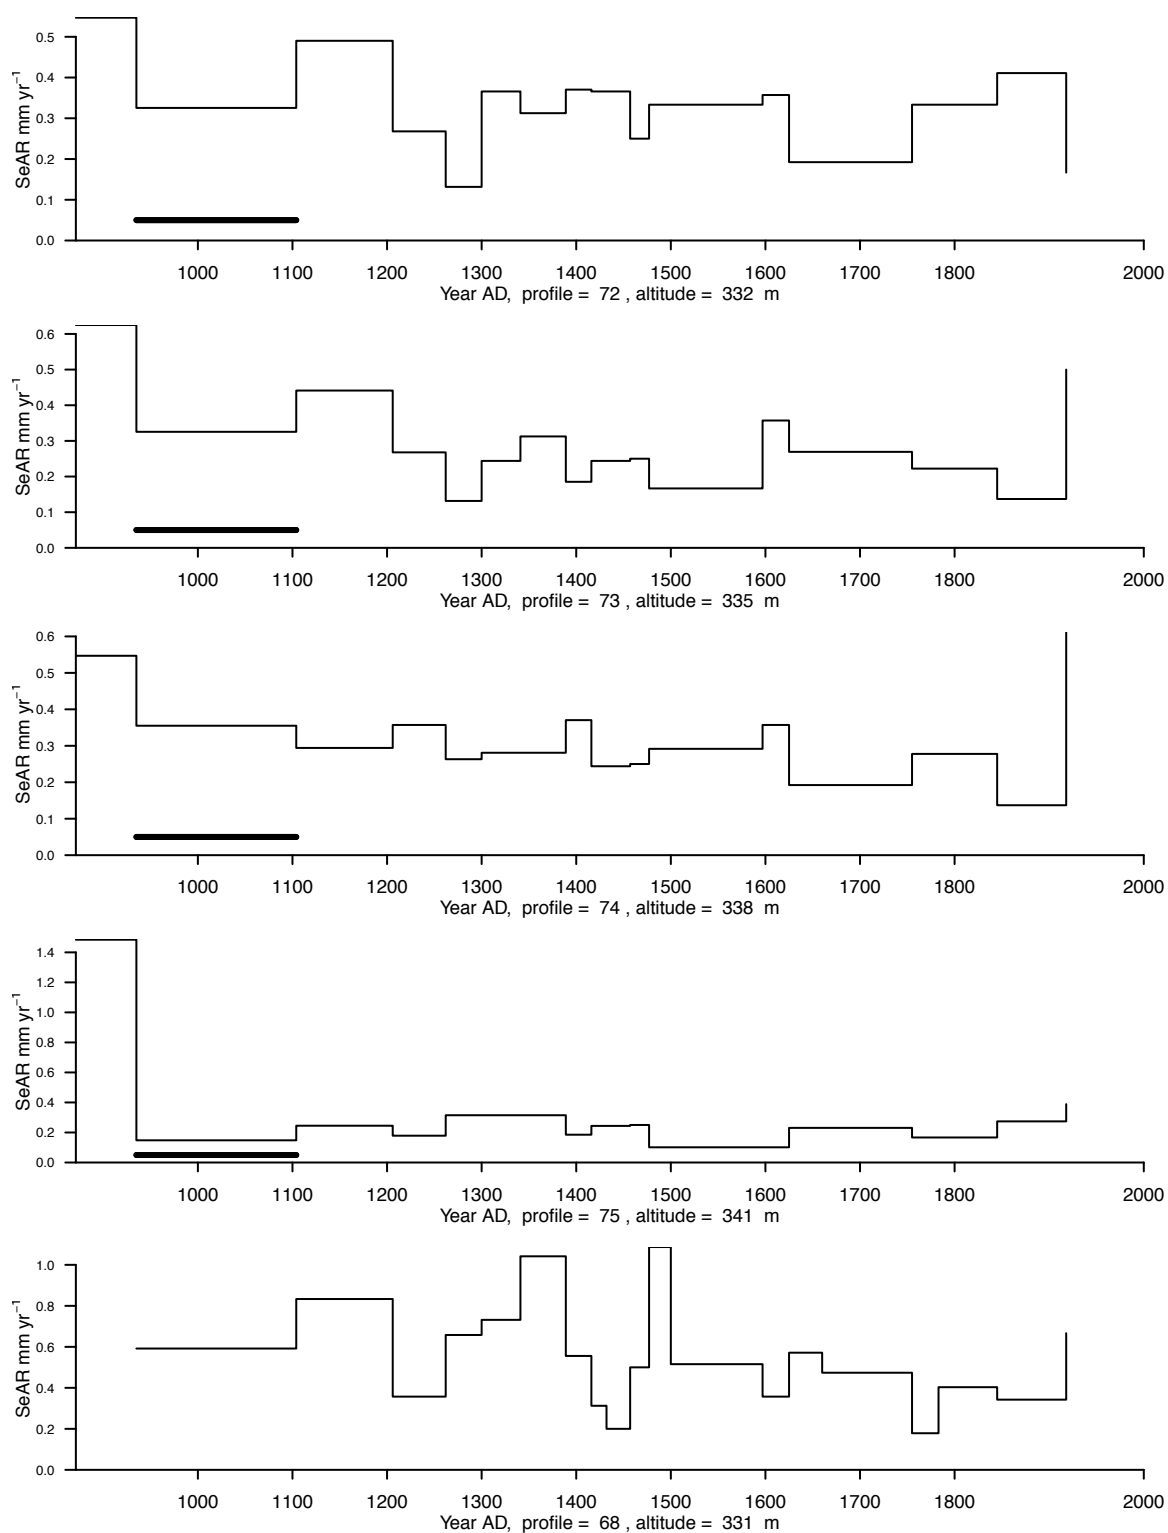 SeAR mm yr⁻¹
0.5
0.4
0.3
0.2
0.1
0.0
1000 1100 1200 1300 1400 1500 1600 1700 1800 2000
Year AD, profile = 72 , altitude = 332 m
SeAR mm yr⁻¹
0.6
0.5
0.4
0.3
0.2
0.1
0.0
1000 1100 1200 1300 1400 1500 1600 1700 1800 2000
Year AD, profile = 73 , altitude = 335 m
SeAR mm yr⁻¹
0.6
0.5
0.4
0.3
0.2
0.1
0.0
1000 1100 1200 1300 1400 1500 1600 1700 1800 2000
Year AD, profile = 74 , altitude = 338 m
SeAR mm yr⁻¹
1.4
1.2
1.0
0.8
0.6
0.4
0.2
0.0
1000 1100 1200 1300 1400 1500 1600 1700 1800 2000
Year AD, profile = 75 , altitude = 341 m
SeAR mm yr⁻¹
1.0
0.8
0.6
0.4
0.2
0.0
1000 1100 1200 1300 1400 1500 1600 1700 1800 2000
Year AD, profile = 68 , altitude = 331 m